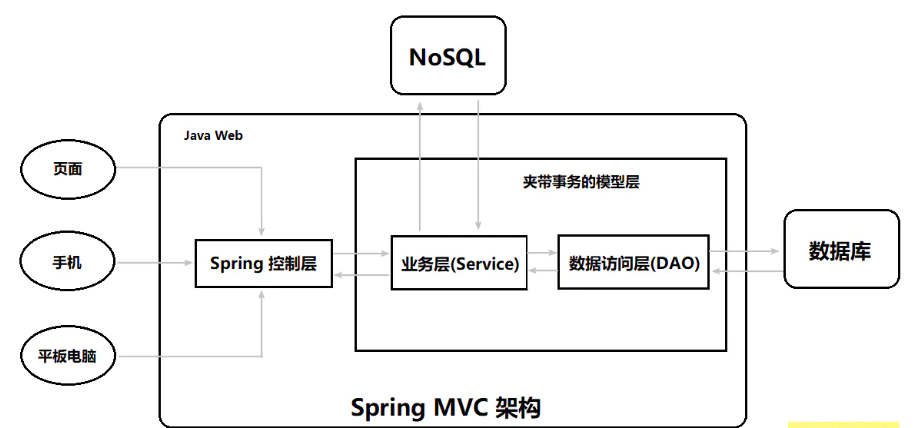 NoSQL
Java Web
页面
夹带事务的模型层
手机
Spring 控制层
业务层(Service)
数据访问层(DAO)
数据库
平板电脑
Spring MVC 架构